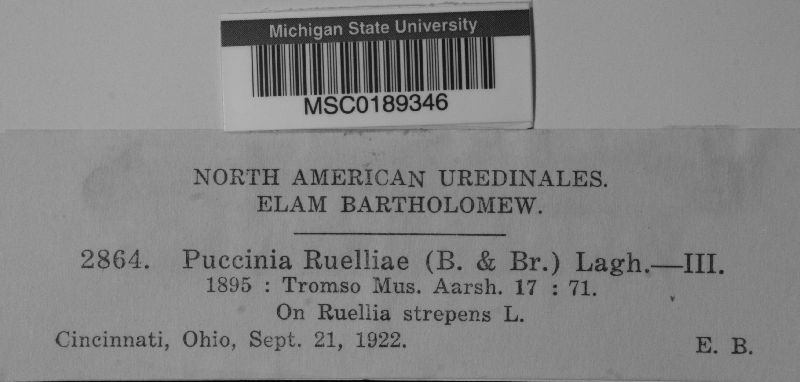 Michigan State University
MSC0189346
NORTH AMERICAN UREDINALES.
ELAM BARTHOLOMEW.
2864. Puccinia Ruelliae (B. & Br.) Lagh.—III.
1895 : Tromso Mus. Aarsh. 17 : 71.
On Ruellia strepens L.
Cincinnati, Ohio, Sept. 21, 1922. E. B.